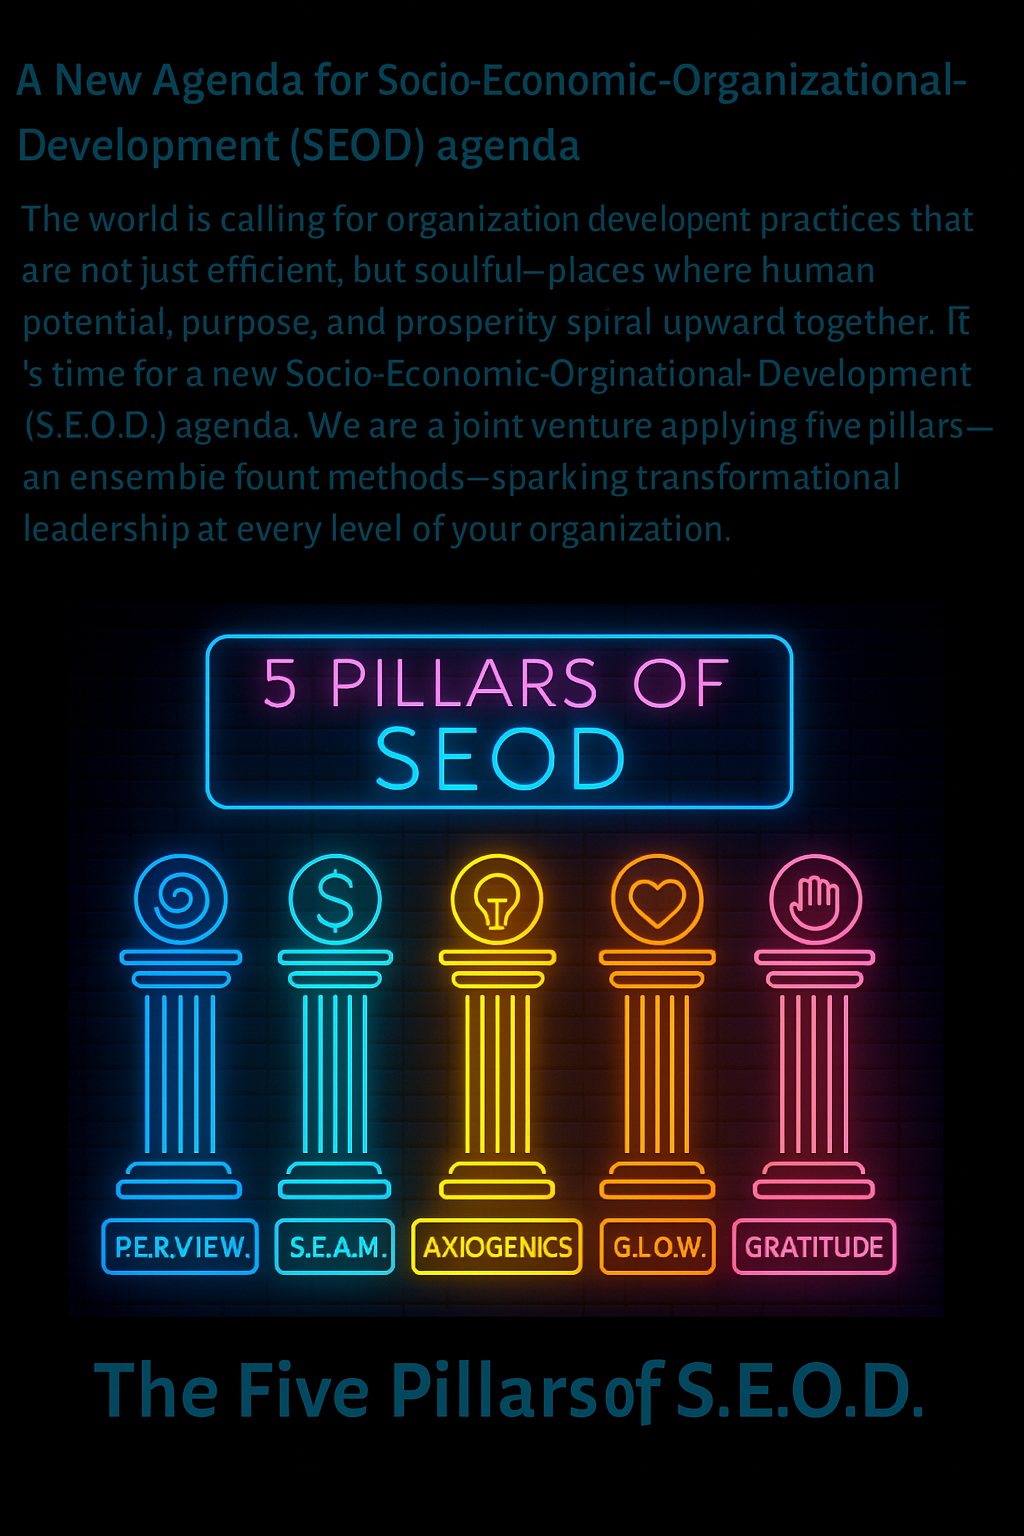 A New Agenda for Socio-Economic-Organizational-
Development (SEOD) agenda
The world is calling for organization developent practices that
are not just efficient, but soulful—places where human
potential, purpose, and prosperity spiral upward together. It
's time for a new Socio-Economic-Orginational-Development
(S.E.O.D.) agenda. We are a joint venture applying five pillars—
an ensembie fount methods—sparking transformational
leadership at every level of your organization.
5 PILLARS OF
SEOD
$
P.E.R.VIEW. S.E.A.M. AXIOGENICS G.L.O.W. GRATITUDE
The Five Pillars of S.E.O.D.